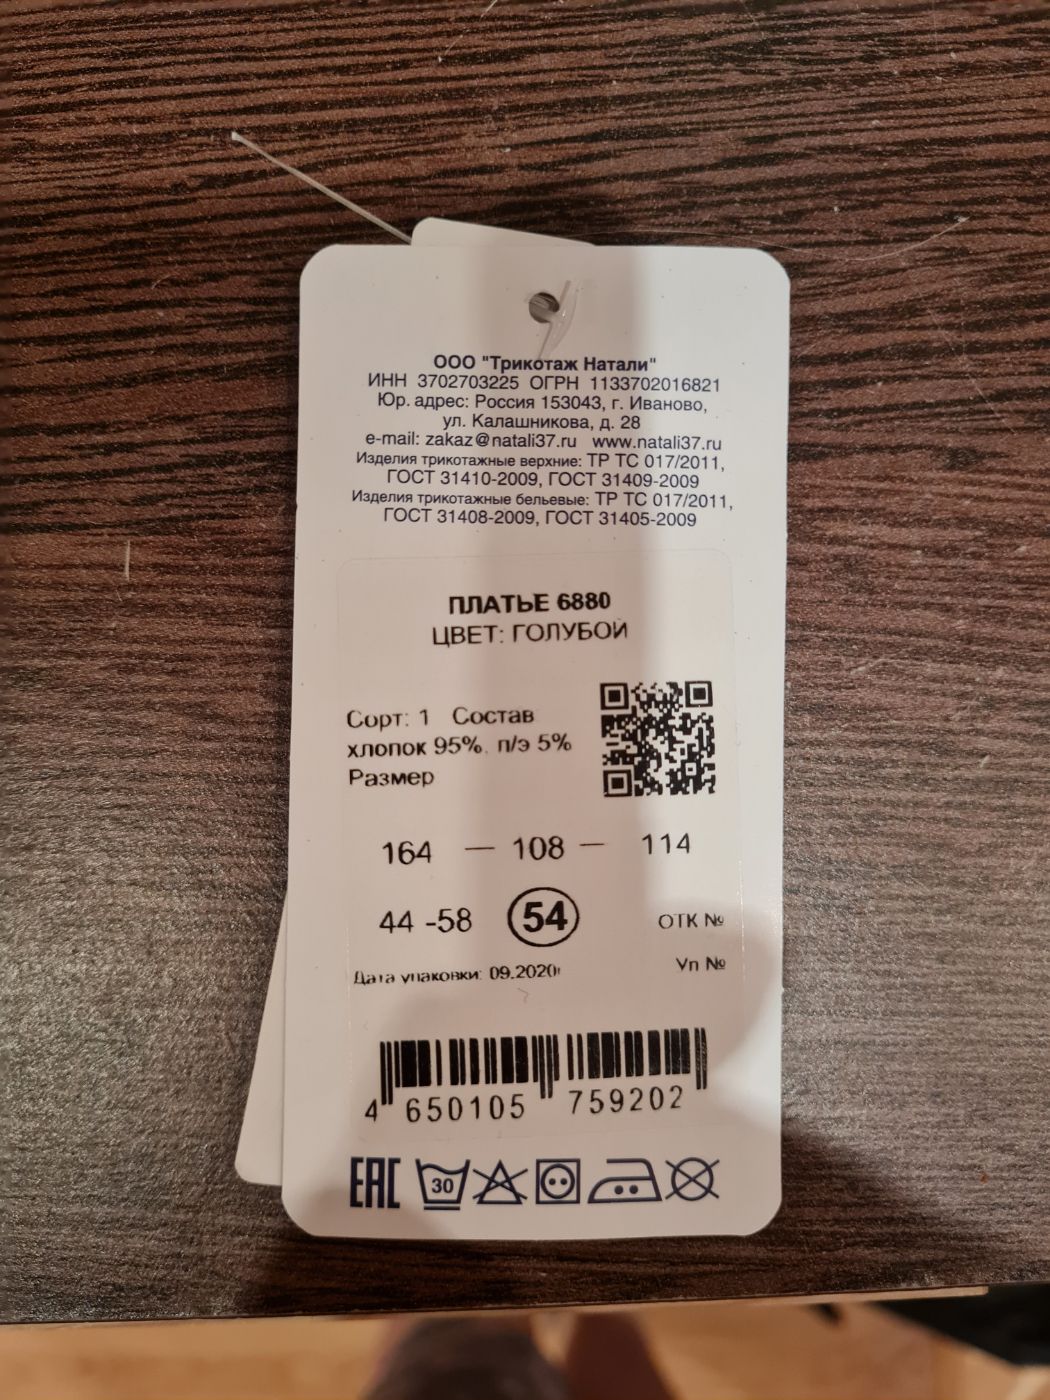 ООО "Трикотаж Натали"
ИНН 3702703225 ОГРН 1133702016821
Юр. адрес: Россия 153043, г. Иваново,
ул. Калашникова, д. 28
e-mail: zakaz@natali37.ru www.natali37.ru
Изделия трикотажные верхние: ТР ТС 017/2011,
ГОСТ 31410-2009, ГОСТ 31409-2009
Изделия трикотажные бельевые: ТР ТС 017/2011,
ГОСТ 31408-2009, ГОСТ 31405-2009
ПЛАТЬЕ 6880
ЦВЕТ: ГОЛУБОЙ
Сорт: 1 Состав
хлопок 95%, п/э 5%
Размер
164 — 108 — 114
44 -58 54 ОТК №
Дата упаковки: 09.2020г Уп №
4 650105 759202
EAC 30